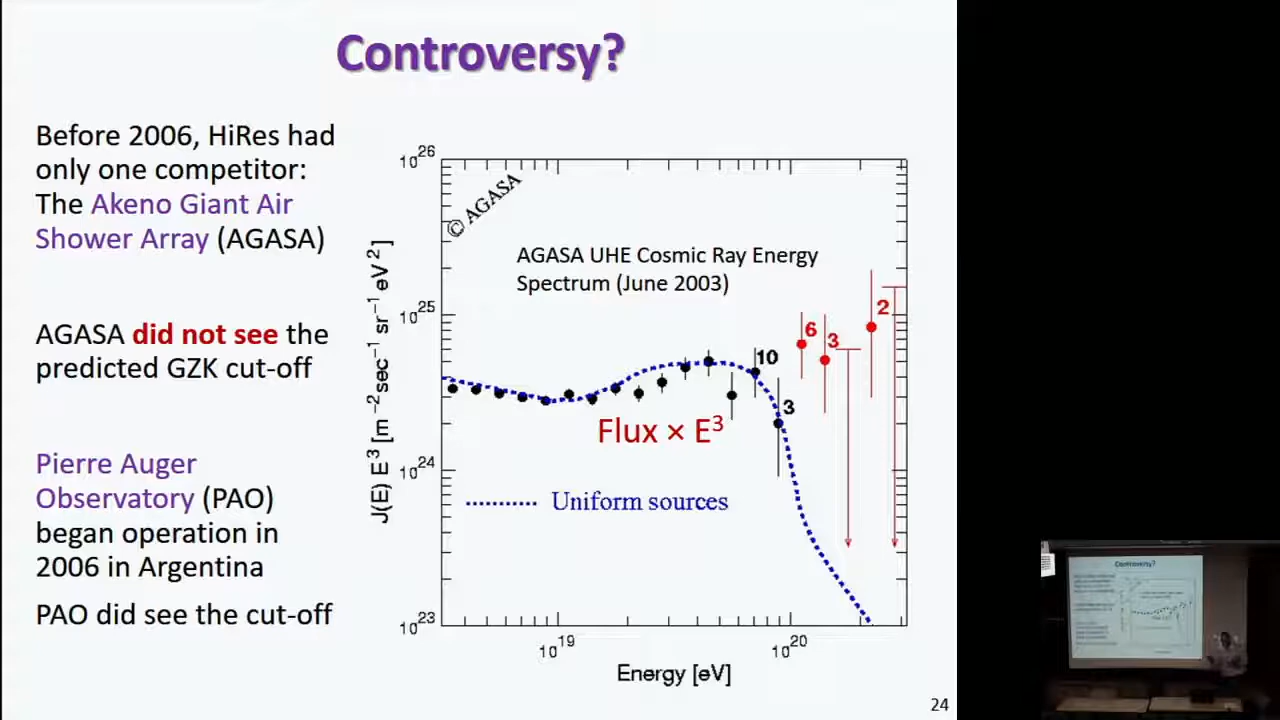 Controversy?
Before 2006, HiRes had
only one competitor:
The Akeno Giant Air
Shower Array (AGASA)
AGASA did not see the
predicted GZK cut-off
Pierre Auger
Observatory (PAO)
began operation in
2006 in Argentina
PAO did see the cut-off
10^26
10^25
10^24
10^23
J(E) E^3 [m^-2 sec^-1 sr^-1 eV^2]
© AGASA
AGASA UHE Cosmic Ray Energy
Spectrum (June 2003)
6
3
2
10
3
Flux × E^3
Uniform sources
10^19
10^20
Energy [eV]
24
Controversy?